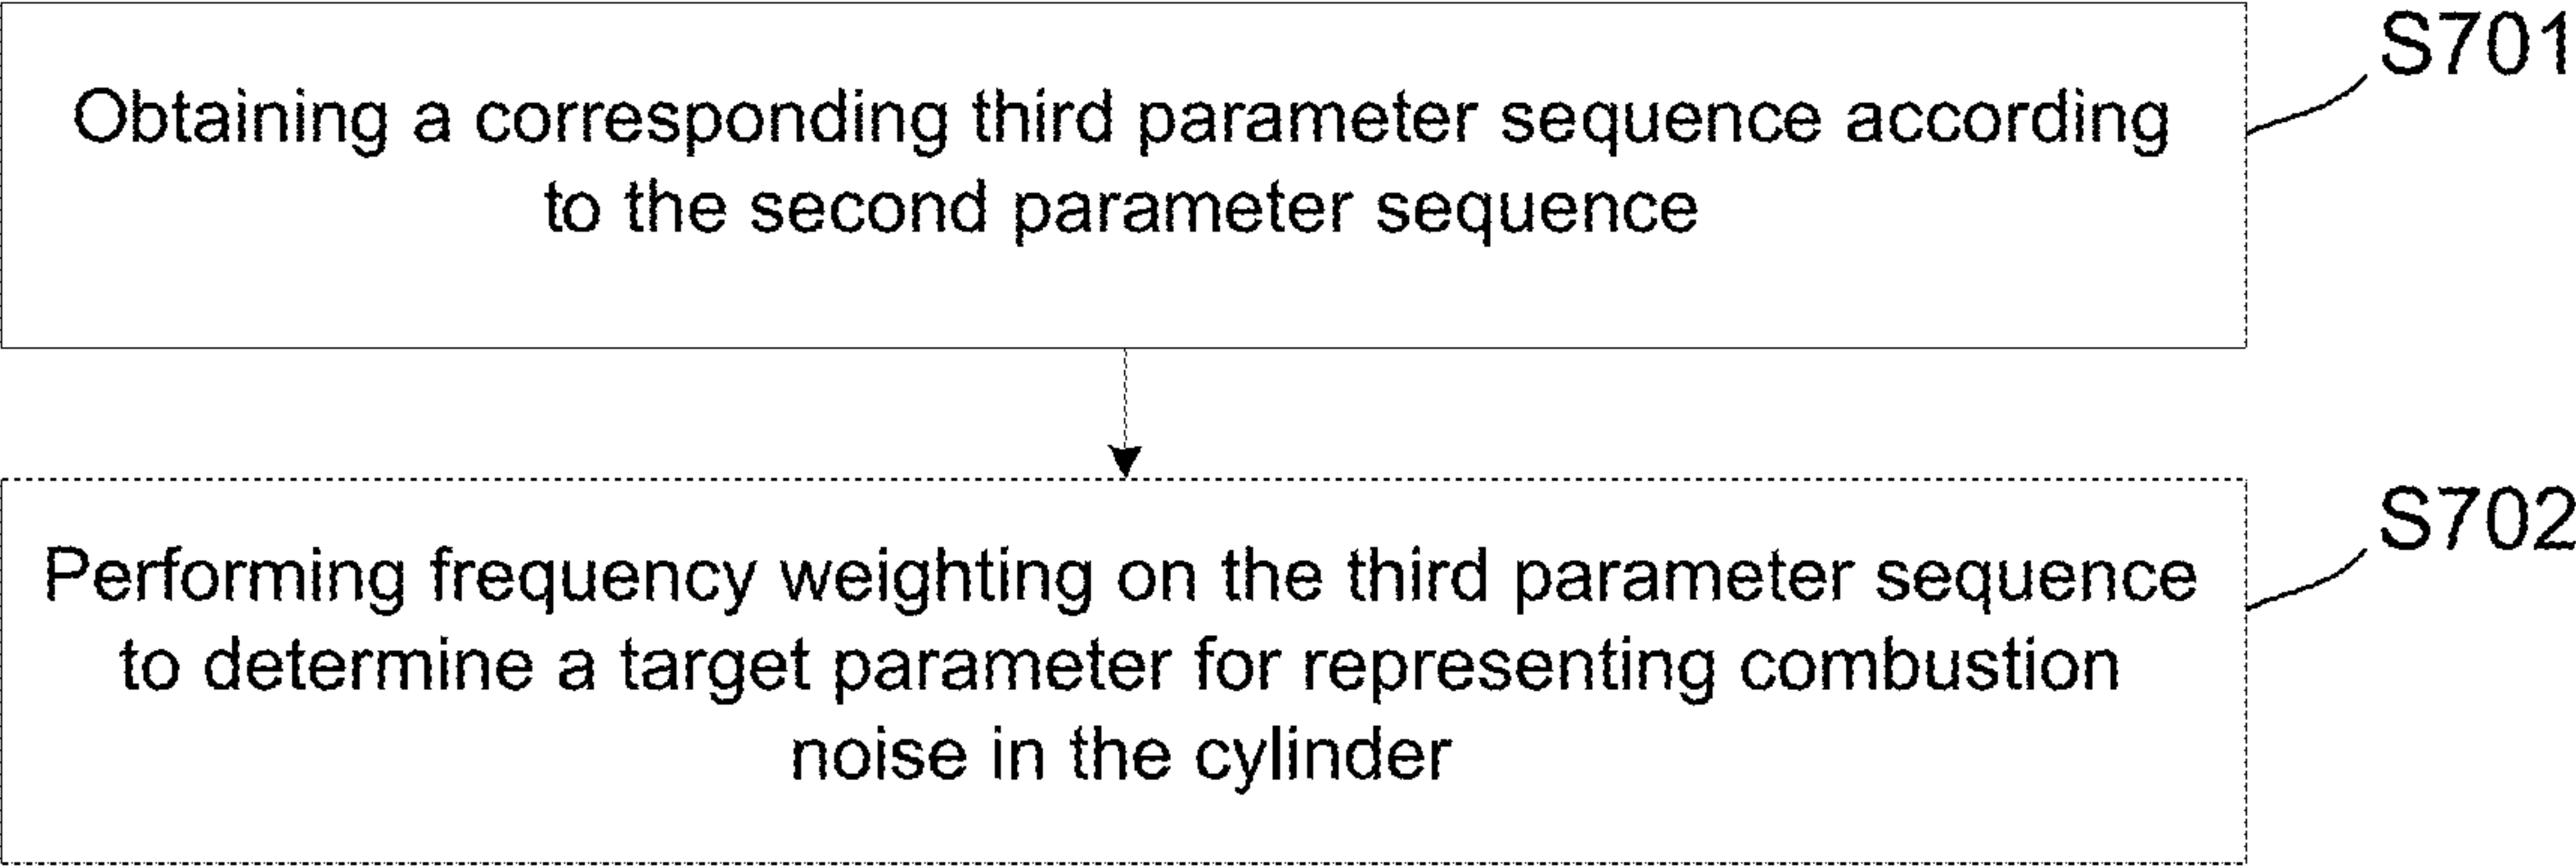 Obtaining a corresponding third parameter sequence according
to the second parameter sequence
S701
Performing frequency weighting on the third parameter sequence
to determine a target parameter for representing combustion
noise in the cylinder
S702